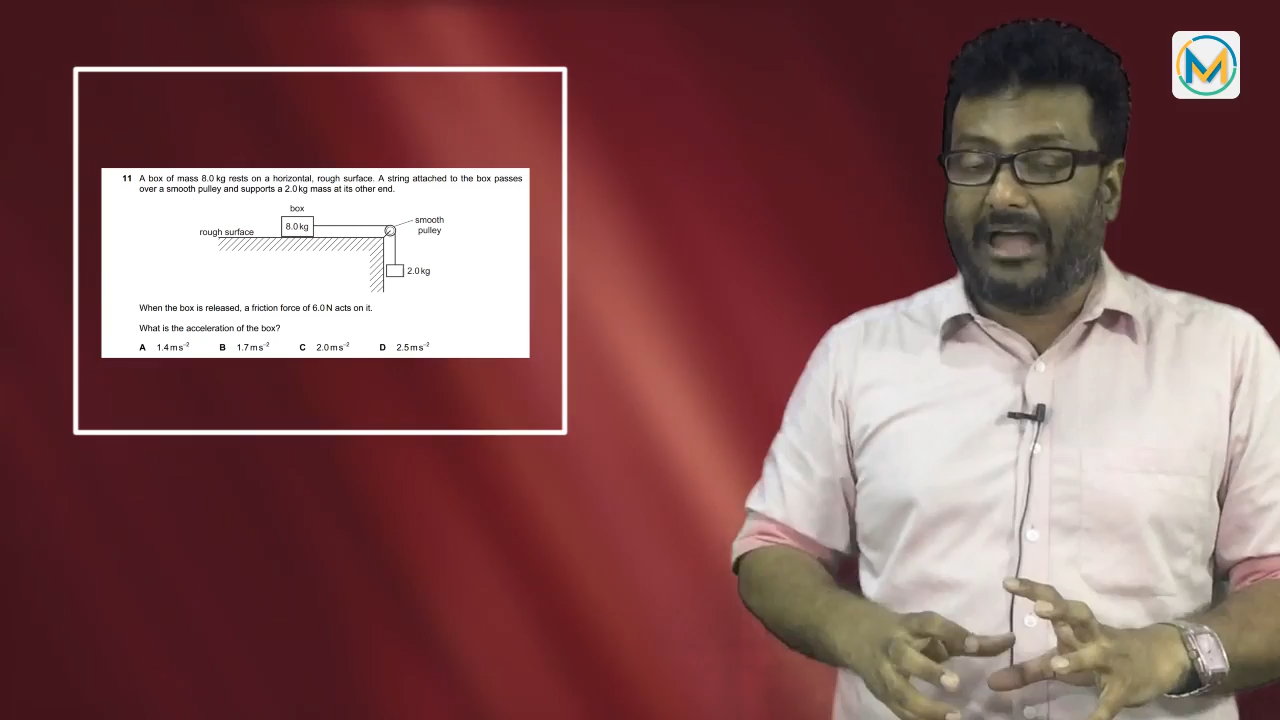 11 A box of mass 8.0 kg rests on a horizontal, rough surface. A string attached to the box passes
over a smooth pulley and supports a 2.0 kg mass at its other end.
box
8.0 kg
smooth
pulley
rough surface
2.0 kg
When the box is released, a friction force of 6.0 N acts on it.
What is the acceleration of the box?
A 1.4 m s⁻² B 1.7 m s⁻² C 2.0 m s⁻² D 2.5 m s⁻²
M